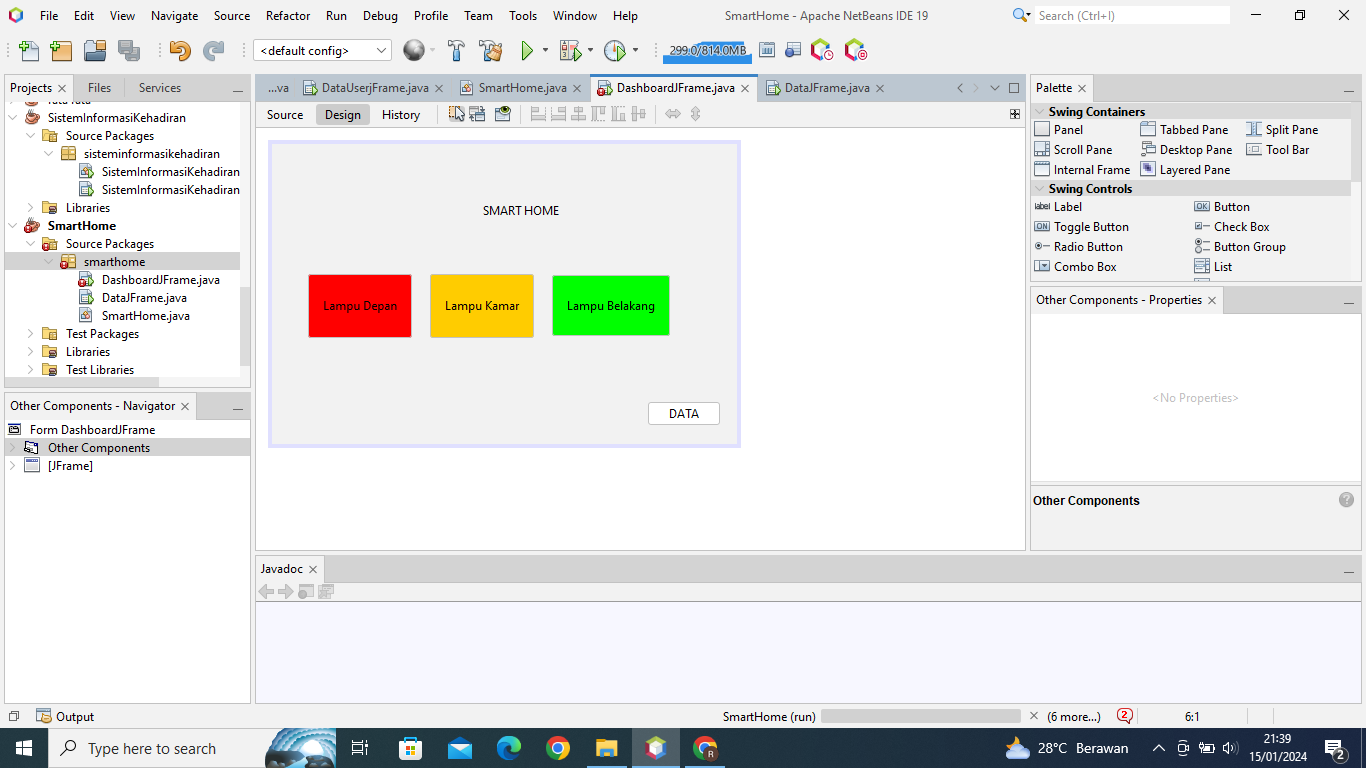 File Edit View Navigate Source Refactor Run Debug Profile Team Tools Window Help
SmartHome - Apache NetBeans IDE 19
Search (Ctrl+I)
<default config>
299.0/814.0MB
Projects Files Services
SistemInformasiKehadiran
Source Packages
sisteminformasikehadiran
SistemInformasiKehadiran
SistemInformasiKehadiran
Libraries
SmartHome
Source Packages
smarthome
DashboardJFrame.java
DataJFrame.java
SmartHome.java
Test Packages
Libraries
Test Libraries
Other Components - Navigator
Form DashboardJFrame
Other Components
[JFrame]
...va DataUserjFrame.java SmartHome.java DashboardJFrame.java DataJFrame.java
Source Design History
SMART HOME
Lampu Depan Lampu Kamar Lampu Belakang
DATA
Palette
Swing Containers
Panel Tabbed Pane Split Pane
Scroll Pane Desktop Pane Tool Bar
Internal Frame Layered Pane
Swing Controls
label Label OK Button
ON Toggle Button Check Box
Radio Button Button Group
Combo Box List
Other Components - Properties
<No Properties>
Other Components
?
Javadoc
Output
SmartHome (run)
(6 more...)
2
6:1
Type here to search
R
28°C Berawan
21:39
15/01/2024
2